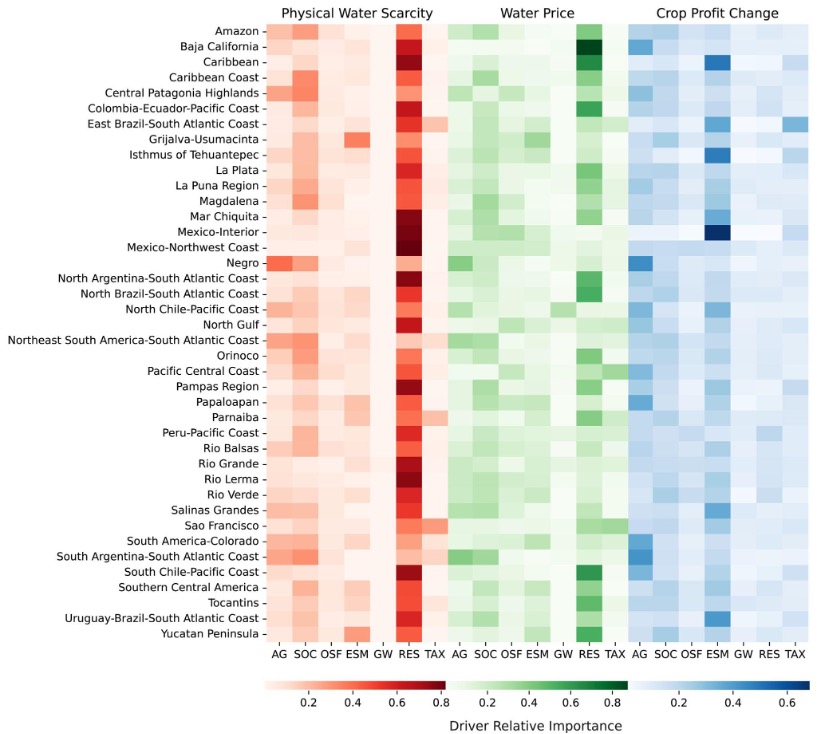 Physical Water Scarcity Water Price Crop Profit Change
Amazon
Baja California
Caribbean
Caribbean Coast
Central Patagonia Highlands
Colombia-Ecuador-Pacific Coast
East Brazil-South Atlantic Coast
Grijalva-Usumacinta
Isthmus of Tehuantepec
La Plata
La Puna Region
Magdalena
Mar Chiquita
Mexico-Interior
Mexico-Northwest Coast
Negro
North Argentina-South Atlantic Coast
North Brazil-South Atlantic Coast
North Chile-Pacific Coast
North Gulf
Northeast South America-South Atlantic Coast
Orinoco
Pacific Central Coast
Pampas Region
Papaloapan
Parnaiba
Peru-Pacific Coast
Rio Balsas
Rio Grande
Rio Lerma
Rio Verde
Salinas Grandes
Sao Francisco
South America-Colorado
South Argentina-South Atlantic Coast
South Chile-Pacific Coast
Southern Central America
Tocantins
Uruguay-Brazil-South Atlantic Coast
Yucatan Peninsula
AG SOC OSF ESM GW RES TAX AG SOC OSF ESM GW RES TAX AG SOC OSF ESM GW RES TAX
0.2 0.4 0.6 0.8 0.2 0.4 0.6 0.8 0.2 0.4 0.6
Driver Relative Importance